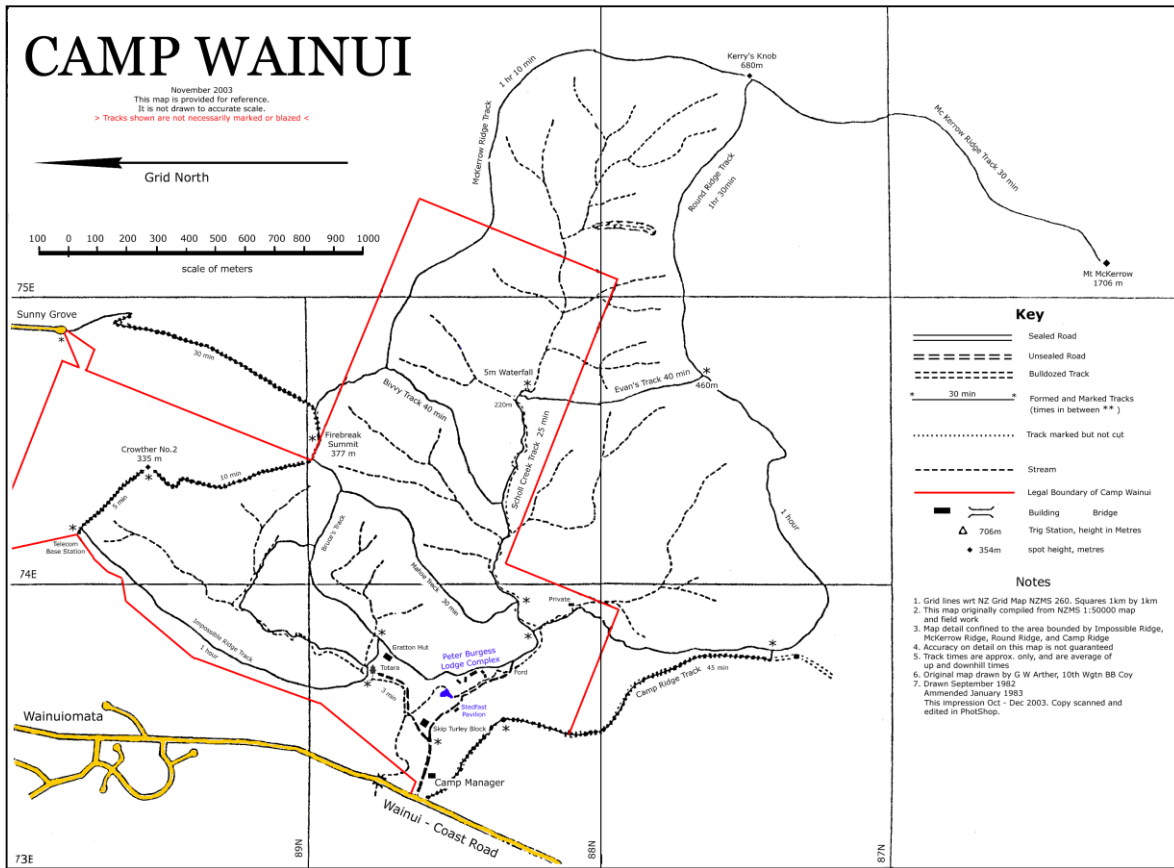 CAMP WAINUI
November 2003
This map is provided for reference.
It is not drawn to accurate scale.
> Tracks shown are not necessarily marked or blazed <
Grid North
100 0 100 200 300 400 500 600 700 800 900 1000
scale of meters
Kerry's Knob
680m
1 hr 10 min
McKerrow Ridge Track
Mc Kerrow Ridge Track 30 min
Round Ridge Track
1hr 30min
Mt McKerrow
1706 m
75E
Sunny Grove
*
30 min
5m Waterfall
*
220m
Evan's Track 40 min
*
460m
Bivvy Track 40 min
Scholl Creek Track 25 min
*
Firebreak
Summit
377 m
Crowther No.2
335 m
*
10 min
5 min
*
Telecom
Base Station
Bruce's Track
Mahoe Track
30 min
1 hour
74E
Impossible Ridge Track
1 hour
Private
*
*
*
*
Gratton Hut
Totara
*
3 min
Peter Burgess
Lodge Complex
Ford
Stedfast
Pavilion
Skip Turley Block
*
*
*
Camp Ridge Track
45 min
Camp Manager
*
Wainuiomata
Wainui - Coast Road
73E
89N
88N
87N
Key
Sealed Road
Unsealed Road
Bulldozed Track
* 30 min *
Formed and Marked Tracks
(times in between ** )
Track marked but not cut
Stream
Legal Boundary of Camp Wainui
Building Bridge
706m Trig Station, height in Metres
354m spot height, metres
Notes
1. Grid lines wrt NZ Grid Map NZMS 260. Squares 1km by 1km
2. This map originally compiled from NZMS 1:50000 map
and field work
3. Map detail confined to the area bounded by Impossible Ridge,
McKerrow Ridge, Round Ridge, and Camp Ridge
4. Accuracy on detail on this map is not guaranteed
5. Track times are approx. only, and are average of
up and downhill times
6. Original map drawn by G W Arther, 10th Wgtn BB Coy
7. Drawn September 1982
Ammended January 1983
This impression Oct - Dec 2003. Copy scanned and
edited in PhotShop.